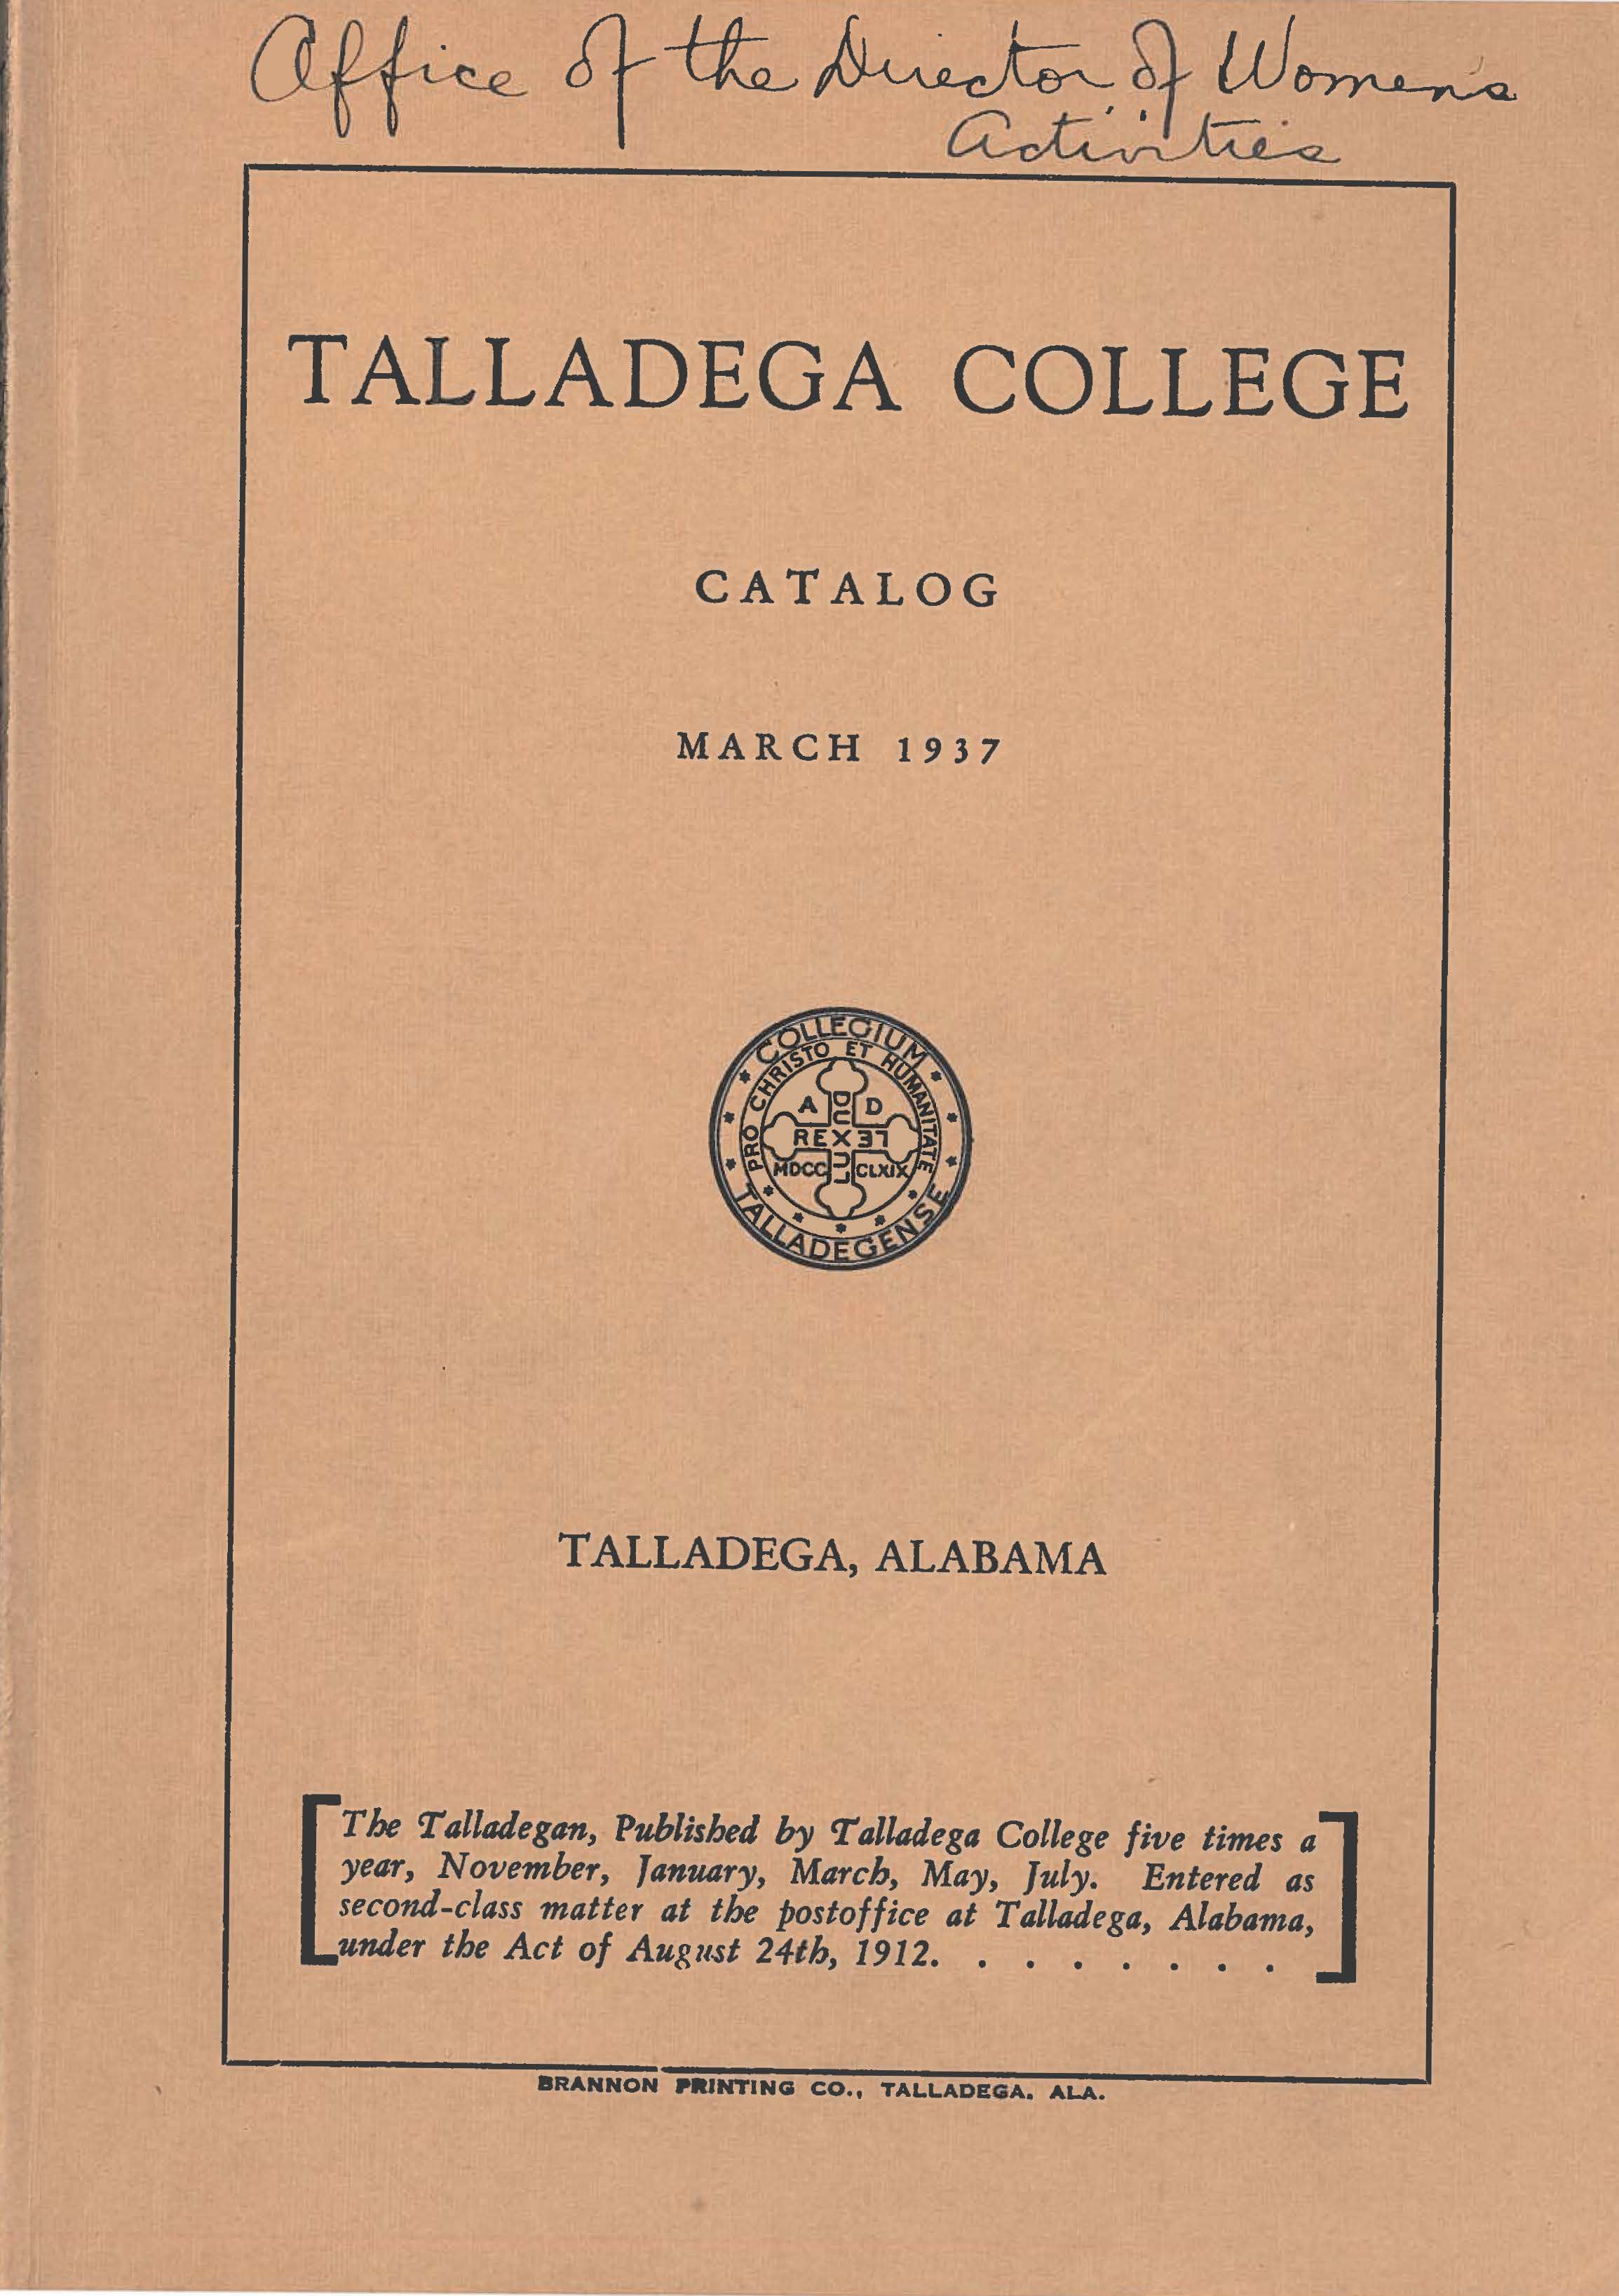 Office of the Director of Women's
Activities
TALLADEGA COLLEGE
CATALOG
MARCH 1937
COLLEGIUM
PRO CHRISTO ET HUMANITATE
A D
REX
MDCC CLXIX
TALLADEGENSE
TALLADEGA, ALABAMA
The Talladegan, Published by Talladega College five times a
year, November, January, March, May, July. Entered as
second-class matter at the postoffice at Talladega, Alabama,
under the Act of August 24th, 1912. . . . . . . .
BRANNON PRINTING CO., TALLADEGA. ALA.